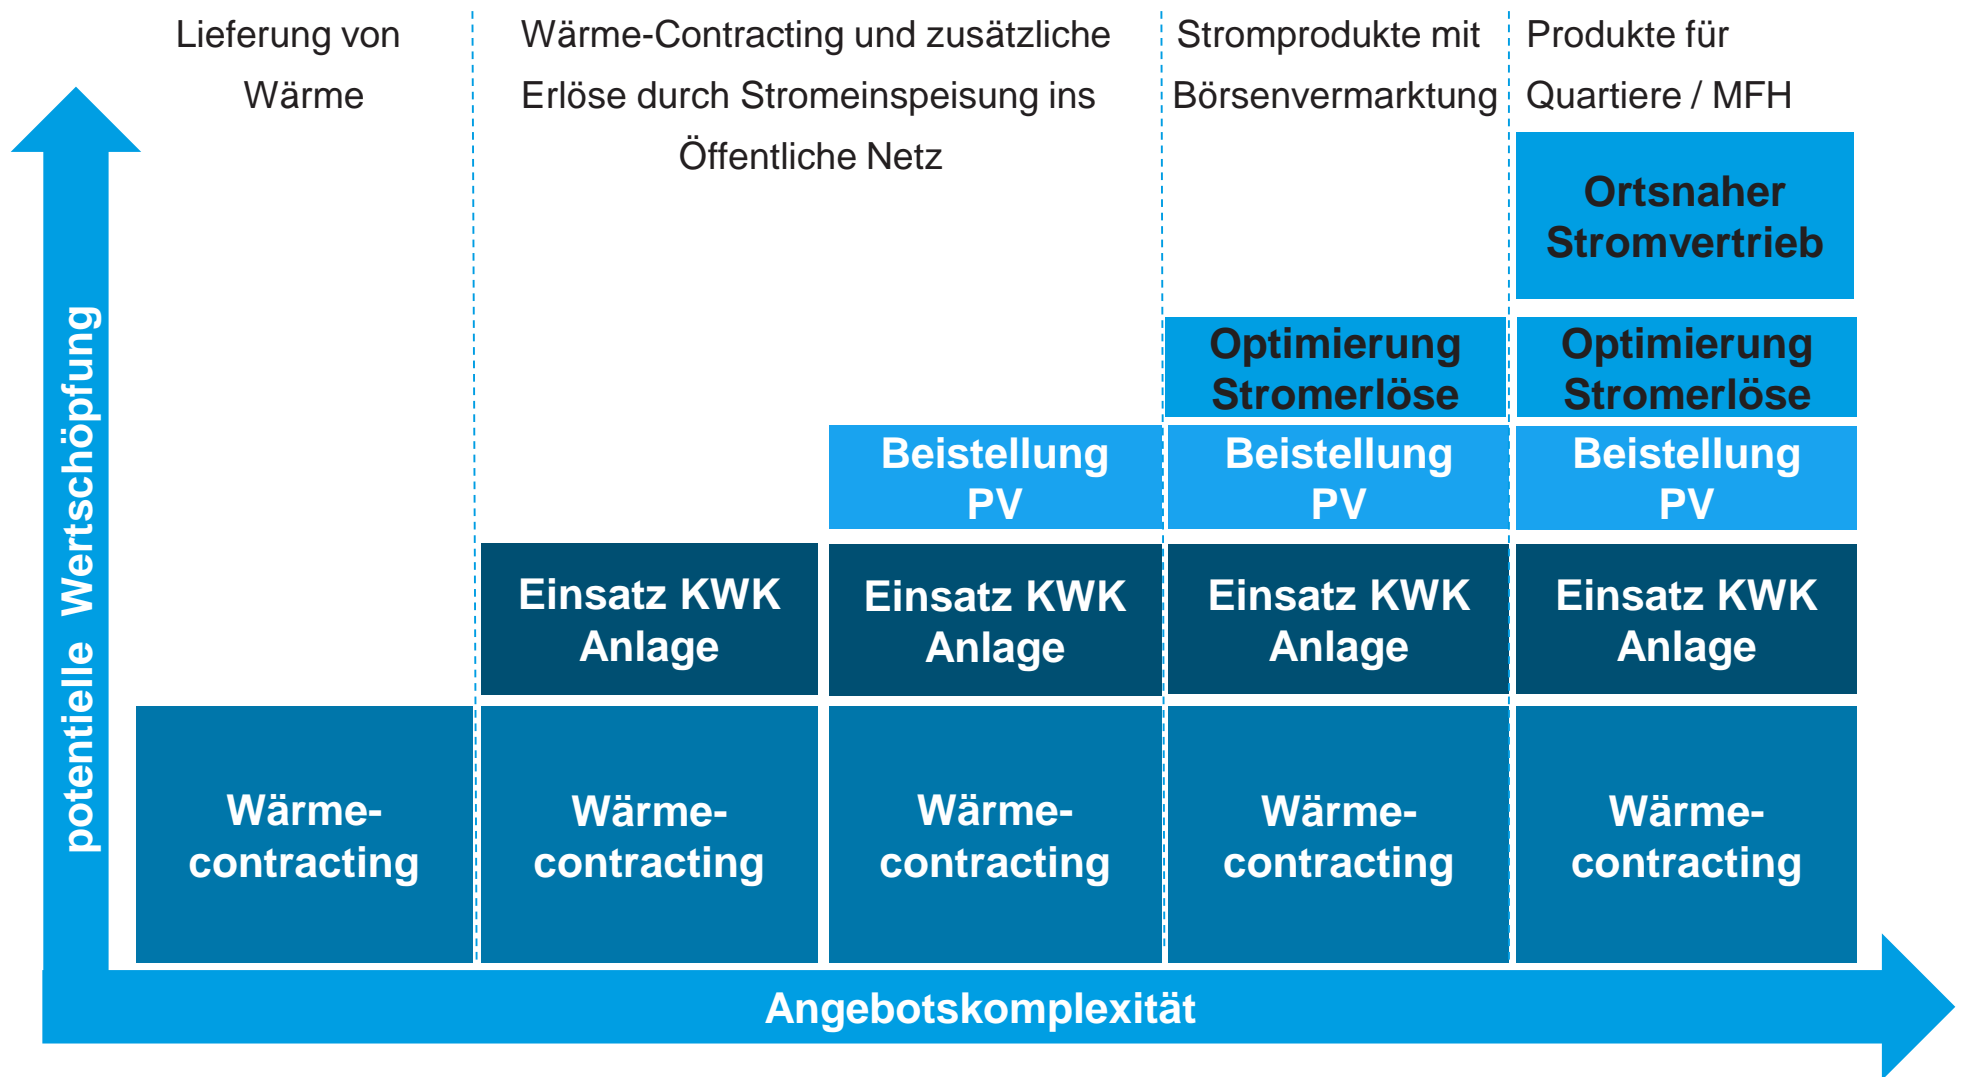 Lieferung von
Wärme
Wärme-Contracting und zusätzliche
Erlöse durch Stromeinspeisung ins
Öffentliche Netz
Stromprodukte mit
Börsenvermarktung
Produkte für
Quartiere / MFH
potentielle Wertschöpfung
Ortsnaher
Stromvertrieb
Optimierung
Stromerlöse
Optimierung
Stromerlöse
Beistellung
PV
Beistellung
PV
Beistellung
PV
Einsatz KWK
Anlage
Einsatz KWK
Anlage
Einsatz KWK
Anlage
Einsatz KWK
Anlage
Wärme-
contracting
Wärme-
contracting
Wärme-
contracting
Wärme-
contracting
Wärme-
contracting
Angebotskomplexität